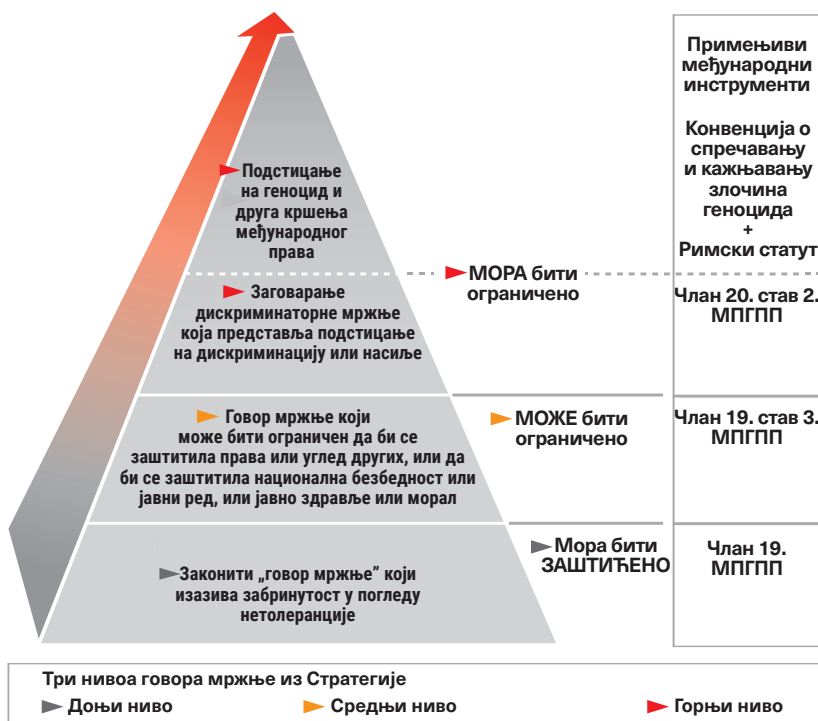 Подстицање
на геноцид и
друга кршења
међународног
права
Заговарање
дискриминаторне мржње
која представља подстицање
на дискриминацију или насиље
Говор мржње који
може бити ограничен да би се
заштитила права или углед других, или да
би се заштитила национална безбедност или
јавни ред, или јавно здравље или морал
Законити „говор мржње” који
изазива забринутост у погледу
нетолеранције
МОРА бити
ограничено
МОЖЕ бити
ограничено
Мора бити
ЗАШТИЋЕНО
Примењиви
међународни
инструменти
Конвенција о
спречавању
и кажњавању
злочина
геноцида
+
Римски статут
Члан 20. став 2.
МПГПП
Члан 19. став 3.
МПГПП
Члан 19.
МПГПП
Три нивоа говора мржње из Стратегије
Доњи ниво
Средњи ниво
Горњи ниво